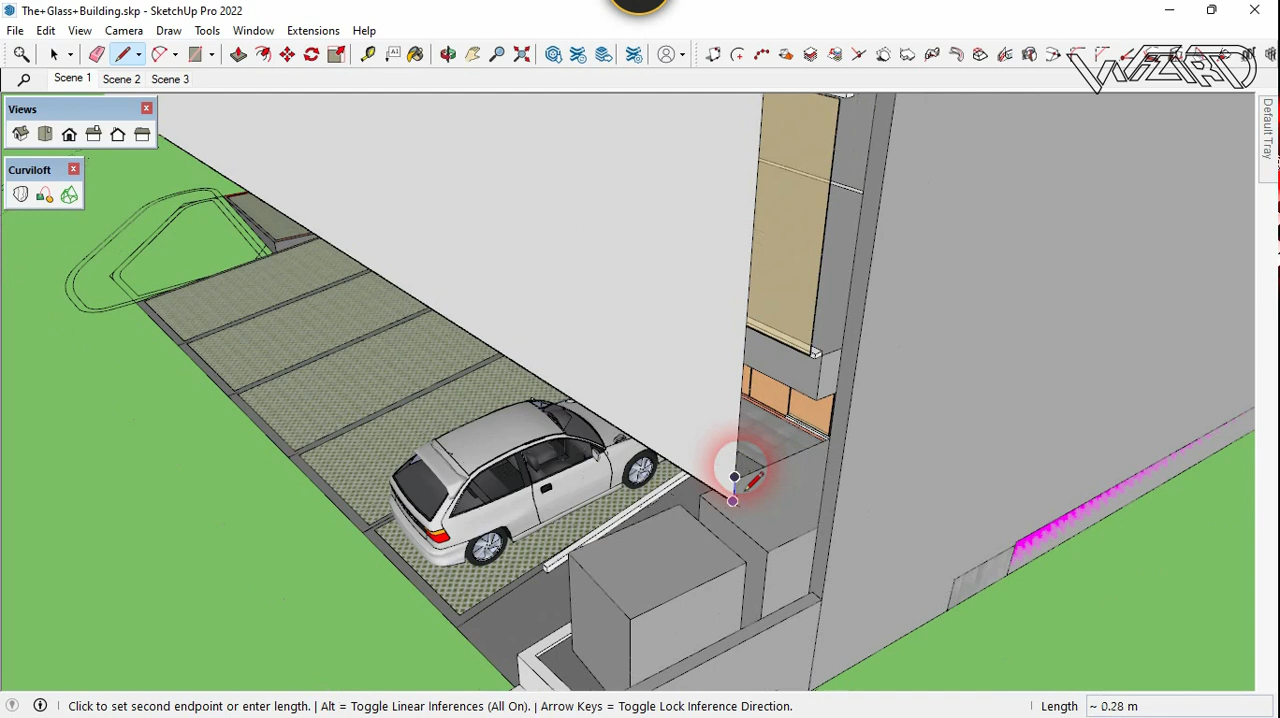 The+Glass+Building.skp - SketchUp Pro 2022
File Edit View Camera Draw Tools Window Extensions Help
WIZARD
Scene 1 Scene 2 Scene 3
Views
Curviloft
Default Tray
Click to set second endpoint or enter length. | Alt = Toggle Linear Inferences (All On). | Arrow Keys = Toggle Lock Inference Direction. Length ~ 0.28 m